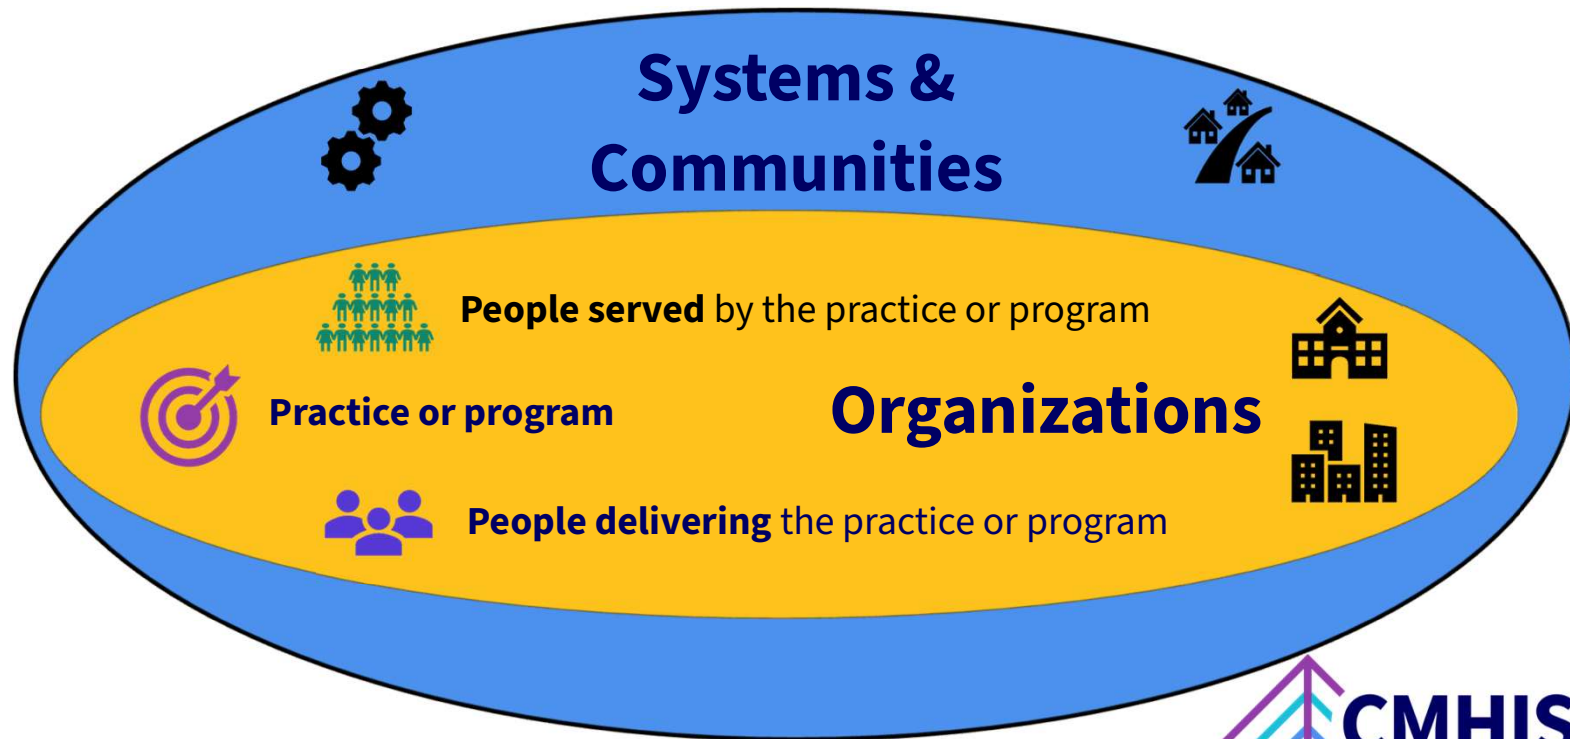 Systems &
Communities
People served by the practice or program
Practice or program
Organizations
People delivering the practice or program
CMHIS